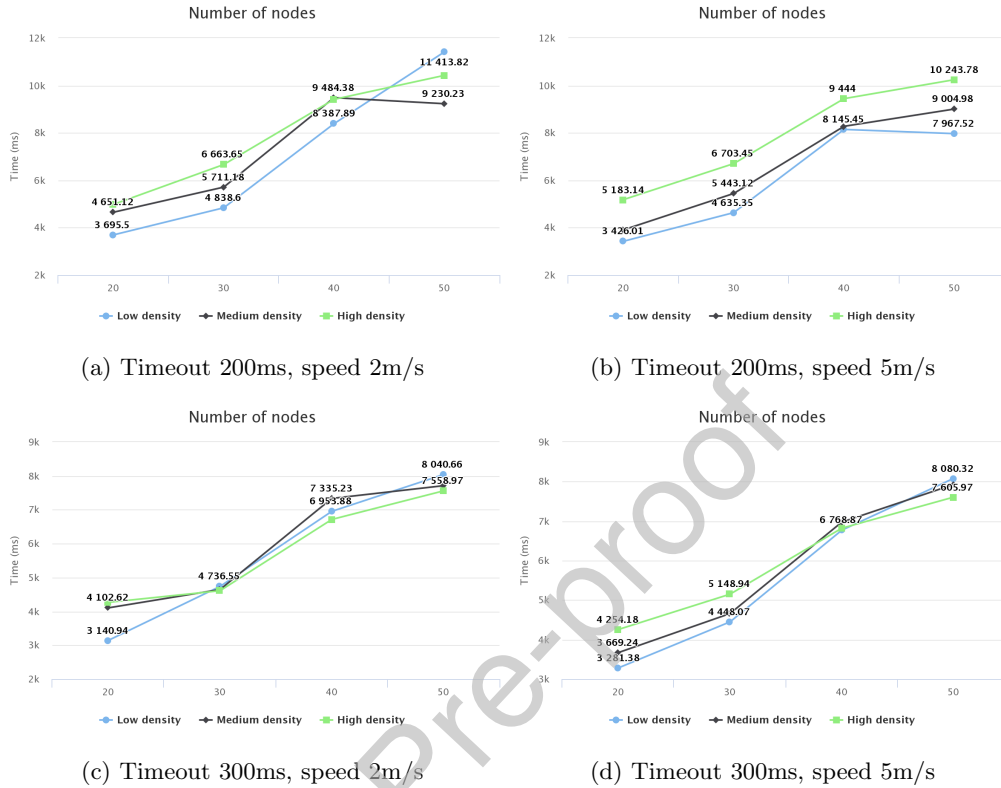 Number of nodes
12k
10k
8k
6k
4k
2k
Time (ms)
11 413.82
9 484.38
9 230.23
8 387.89
6 663.65
5 711.18
4 838.6
4 651.12
3 695.5
20 30 40 50
Low density Medium density High density
(a) Timeout 200ms, speed 2m/s
Number of nodes
12k
10k
8k
6k
4k
2k
Time (ms)
10 243.78
9 444
9 004.98
8 145.45
7 967.52
6 703.45
5 443.12
5 183.14
4 635.35
3 426.01
20 30 40 50
Low density Medium density High density
(b) Timeout 200ms, speed 5m/s
Number of nodes
9k
8k
7k
6k
5k
4k
3k
2k
Time (ms)
8 040.66
7 558.97
7 335.23
6 953.88
4 736.55
4 102.62
3 140.94
20 30 40 50
Low density Medium density High density
(c) Timeout 300ms, speed 2m/s
Number of nodes
9k
8k
7k
6k
5k
4k
3k
Time (ms)
8 080.32
7 605.97
6 768.87
5 148.94
4 448.07
4 254.18
3 669.24
3 281.38
20 30 40 50
Low density Medium density High density
(d) Timeout 300ms, speed 5m/s
Pre-proof